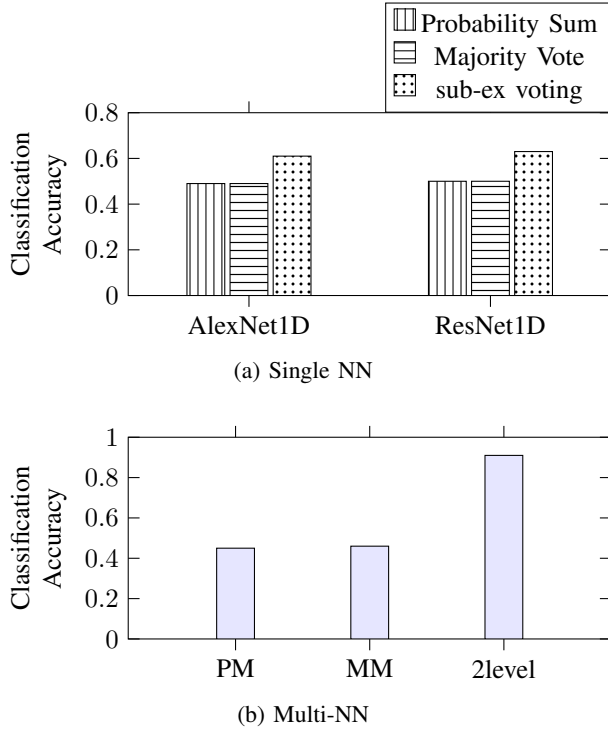 Probability Sum
Majority Vote
sub-ex voting
0.8
0.6
0.4
0.2
0
Classification
Accuracy
AlexNet1D ResNet1D
(a) Single NN
1
0.8
0.6
0.4
0.2
0
Classification
Accuracy
PM MM 2level
(b) Multi-NN